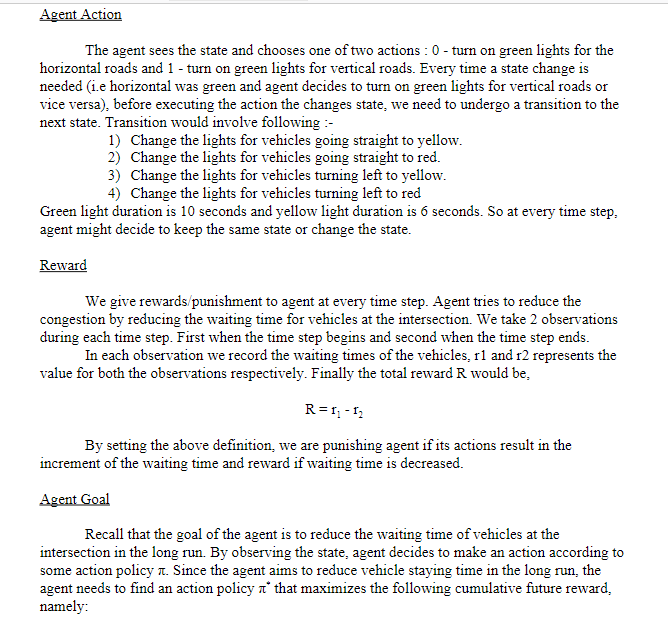 Agent Action
The agent sees the state and chooses one of two actions : 0 - turn on green lights for the
horizontal roads and 1 - turn on green lights for vertical roads. Every time a state change is
needed (i.e horizontal was green and agent decides to turn on green lights for vertical roads or
vice versa), before executing the action the changes state, we need to undergo a transition to the
next state. Transition would involve following :-
1) Change the lights for vehicles going straight to yellow.
2) Change the lights for vehicles going straight to red.
3) Change the lights for vehicles turning left to yellow.
4) Change the lights for vehicles turning left to red
Green light duration is 10 seconds and yellow light duration is 6 seconds. So at every time step,
agent might decide to keep the same state or change the state.
Reward
We give rewards/punishment to agent at every time step. Agent tries to reduce the
congestion by reducing the waiting time for vehicles at the intersection. We take 2 observations
during each time step. First when the time step begins and second when the time step ends.
In each observation we record the waiting times of the vehicles, r1 and r2 represents the
value for both the observations respectively. Finally the total reward R would be,
R = r₁ - r₂
By setting the above definition, we are punishing agent if its actions result in the
increment of the waiting time and reward if waiting time is decreased.
Agent Goal
Recall that the goal of the agent is to reduce the waiting time of vehicles at the
intersection in the long run. By observing the state, agent decides to make an action according to
some action policy π. Since the agent aims to reduce vehicle staying time in the long run, the
agent needs to find an action policy π* that maximizes the following cumulative future reward,
namely: